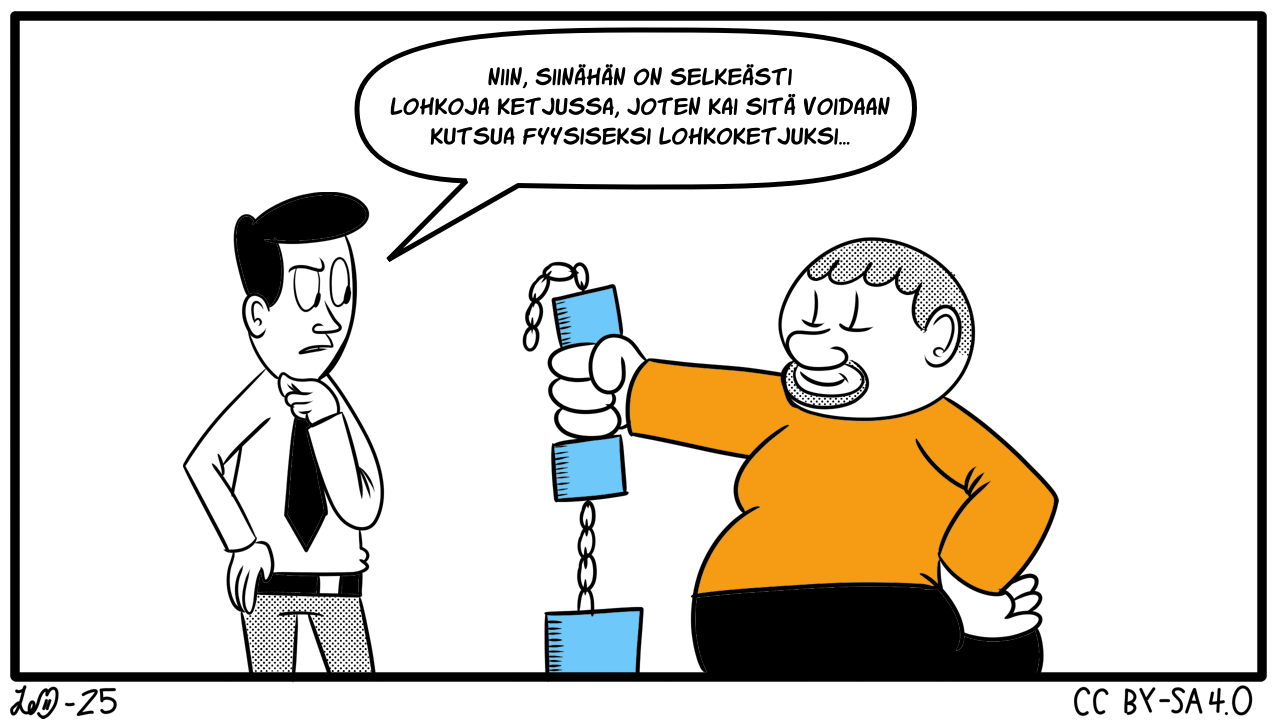 NIIN, SIINÄHÄN ON SELKEÄSTI
LOHKOJA KETJUSSA, JOTEN KAI SITÄ VOIDAAN
KUTSUA FYYSISEKSI LOHKOKETJUKSI...
-25
CC BY-SA 4.0